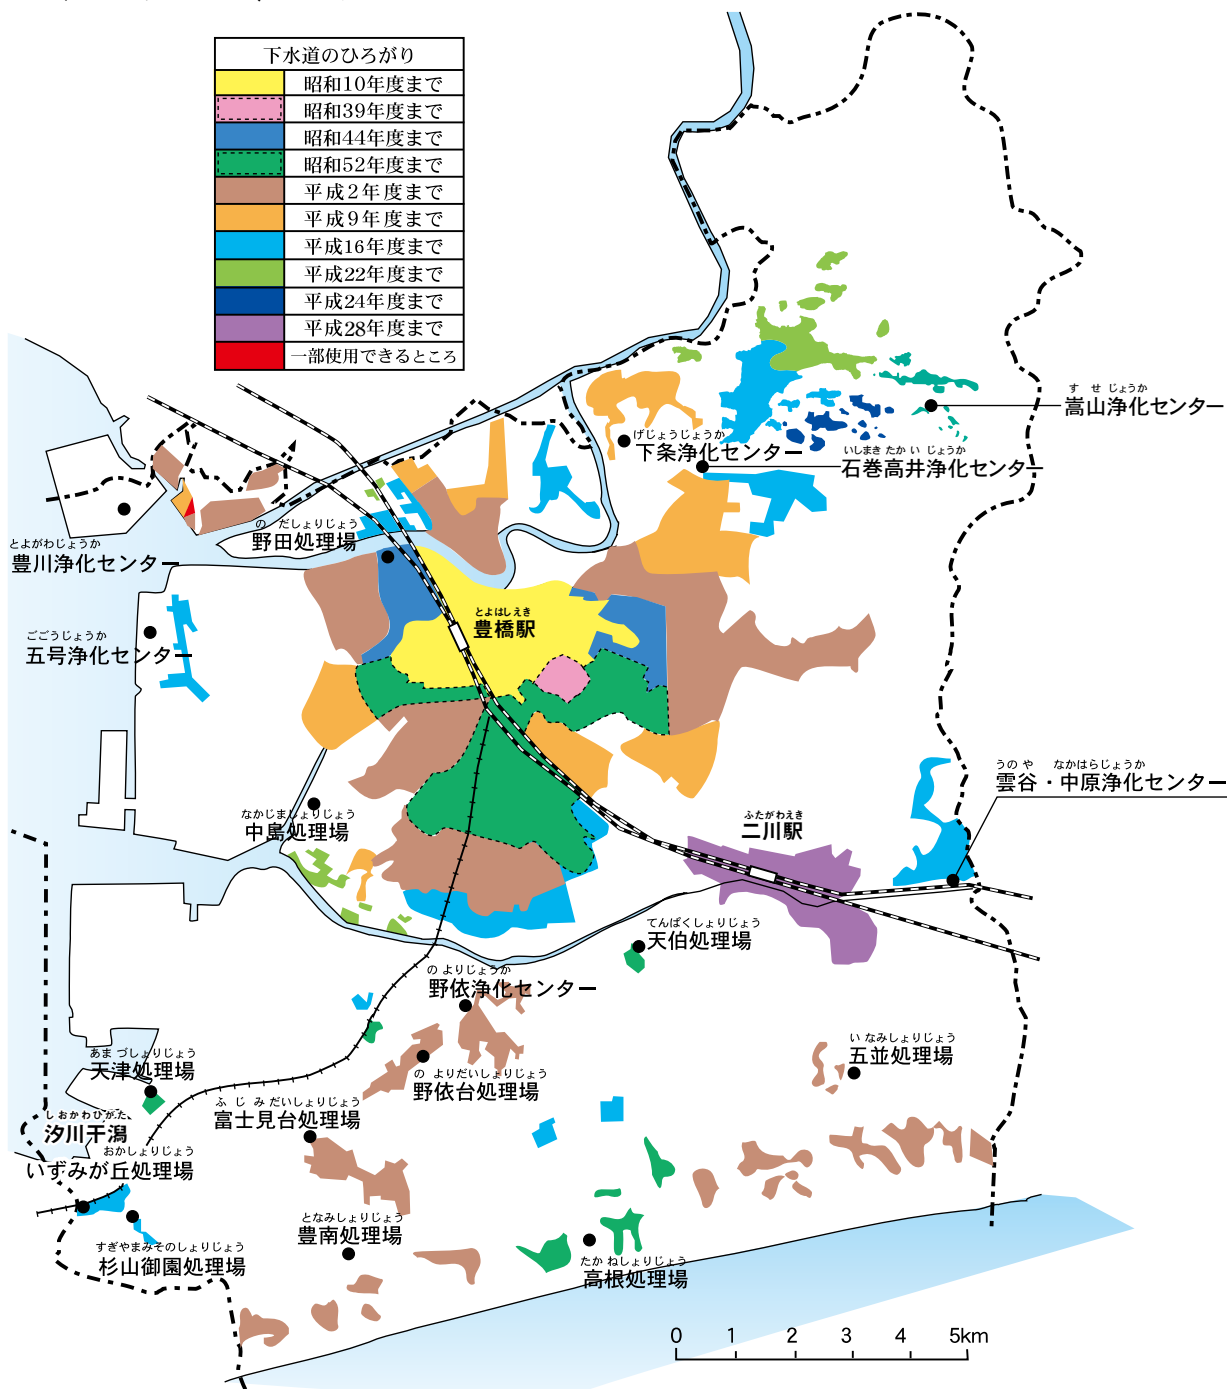 下水道のひろがり
昭和10年度まで
昭和39年度まで
昭和44年度まで
昭和52年度まで
平成2年度まで
平成9年度まで
平成16年度まで
平成22年度まで
平成24年度まで
平成28年度まで
一部使用できるところ
すせじょうか
嵩山浄化センター
げじょうじょうか
下条浄化センター
いしまきたかいじょうか
石巻高井浄化センター
のだしょりじょう
野田処理場
とよがわじょうか
豊川浄化センター
とよはしえき
豊橋駅
ごごうじょうか
五号浄化センター
うのや なかはらじょうか
雲谷・中原浄化センター
なかじましょりじょう
中島処理場
ふたがわえき
二川駅
てんぱくしょりじょう
天伯処理場
のよりじょうか
野依浄化センター
いなみしょりじょう
五並処理場
あまづしょりじょう
天津処理場
のよりだいしょりじょう
野依台処理場
ふじみだいしょりじょう
富士見台処理場
しおかわひがた
汐川干潟
おかしょりじょう
いずみが丘処理場
となみしょりじょう
豊南処理場
すぎやまみそのしょりじょう
杉山御園処理場
たかねしょりじょう
高根処理場
0 1 2 3 4 5km